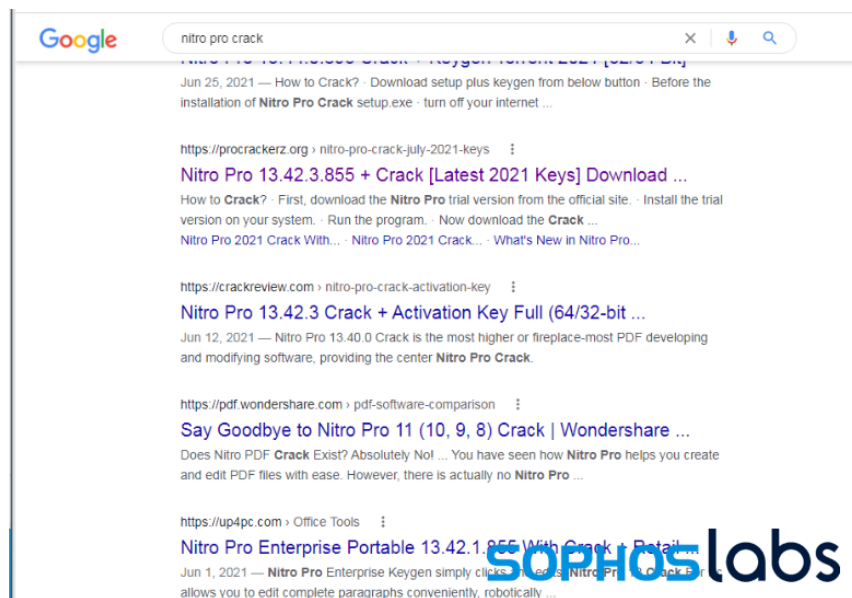 Google
nitro pro crack
Jun 25, 2021 — How to Crack? · Download setup plus keygen from below button · Before the
installation of Nitro Pro Crack setup.exe · turn off your internet ...
https://procrackerz.org › nitro-pro-crack-july-2021-keys
Nitro Pro 13.42.3.855 + Crack [Latest 2021 Keys] Download ...
How to Crack? · First, download the Nitro Pro trial version from the official site. · Install the trial
version on your system. · Run the program. · Now download the Crack ...
Nitro Pro 2021 Crack With... · Nitro Pro 2021 Crack... · What's New in Nitro Pro...
https://crackreview.com › nitro-pro-crack-activation-key
Nitro Pro 13.42.3 Crack + Activation Key Full (64/32-bit ...
Jun 12, 2021 — Nitro Pro 13.40.0 Crack is the most higher or fireplace-most PDF developing
and modifying software, providing the center Nitro Pro Crack.
https://pdf.wondershare.com › pdf-software-comparison
Say Goodbye to Nitro Pro 11 (10, 9, 8) Crack | Wondershare ...
Does Nitro PDF Crack Exist? Absolutely No! ... You have seen how Nitro Pro helps you create
and edit PDF files with ease. However, there is actually no Nitro Pro ...
https://up4pc.com › Office Tools
Nitro Pro Enterprise Portable 13.42.1.855 With Crack + Retail ...
Jun 1, 2021 — Nitro Pro Enterprise Keygen simply clicks and edits Nitro Pro Crack
allows you to edit complete paragraphs conveniently, robotically ...
SOPHOSlabs